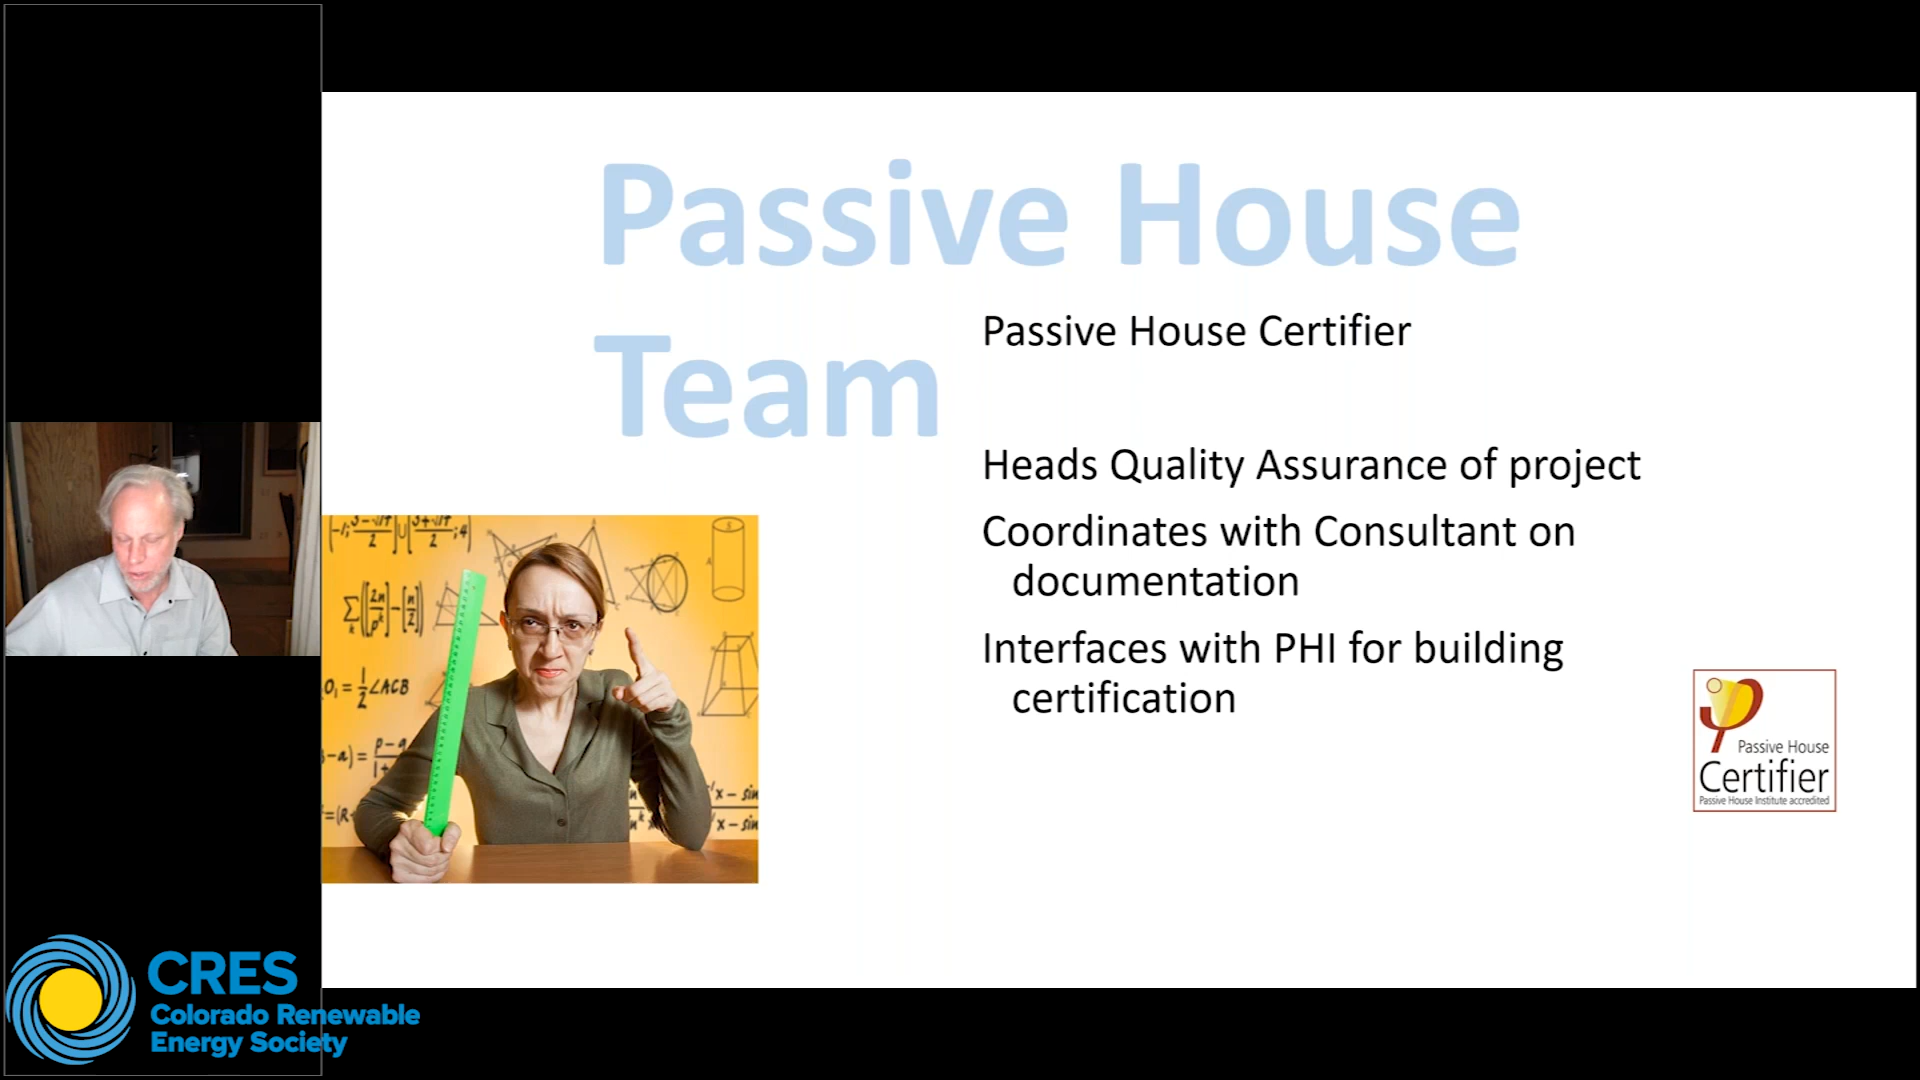 Passive House
Team
Passive House Certifier
Heads Quality Assurance of project
Coordinates with Consultant on
documentation
Interfaces with PHI for building
certification
Passive House
Certifier
Passive House Institute accredited
CRES
Colorado Renewable
Energy Society